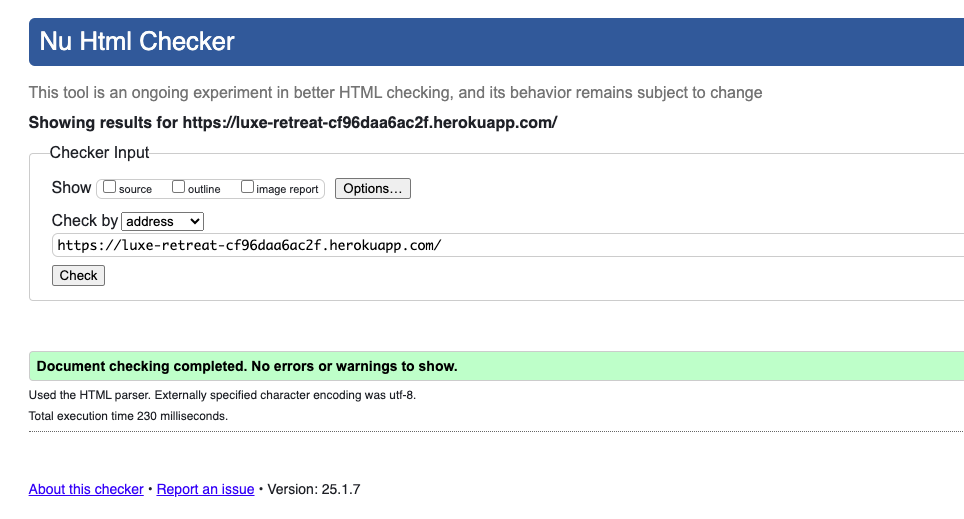 Nu Html Checker
This tool is an ongoing experiment in better HTML checking, and its behavior remains subject to change
Showing results for https://luxe-retreat-cf96daa6ac2f.herokuapp.com/
Checker Input
Show source outline image report Options...
Check by address
https://luxe-retreat-cf96daa6ac2f.herokuapp.com/
Check
Document checking completed. No errors or warnings to show.
Used the HTML parser. Externally specified character encoding was utf-8.
Total execution time 230 milliseconds.
About this checker • Report an issue • Version: 25.1.7